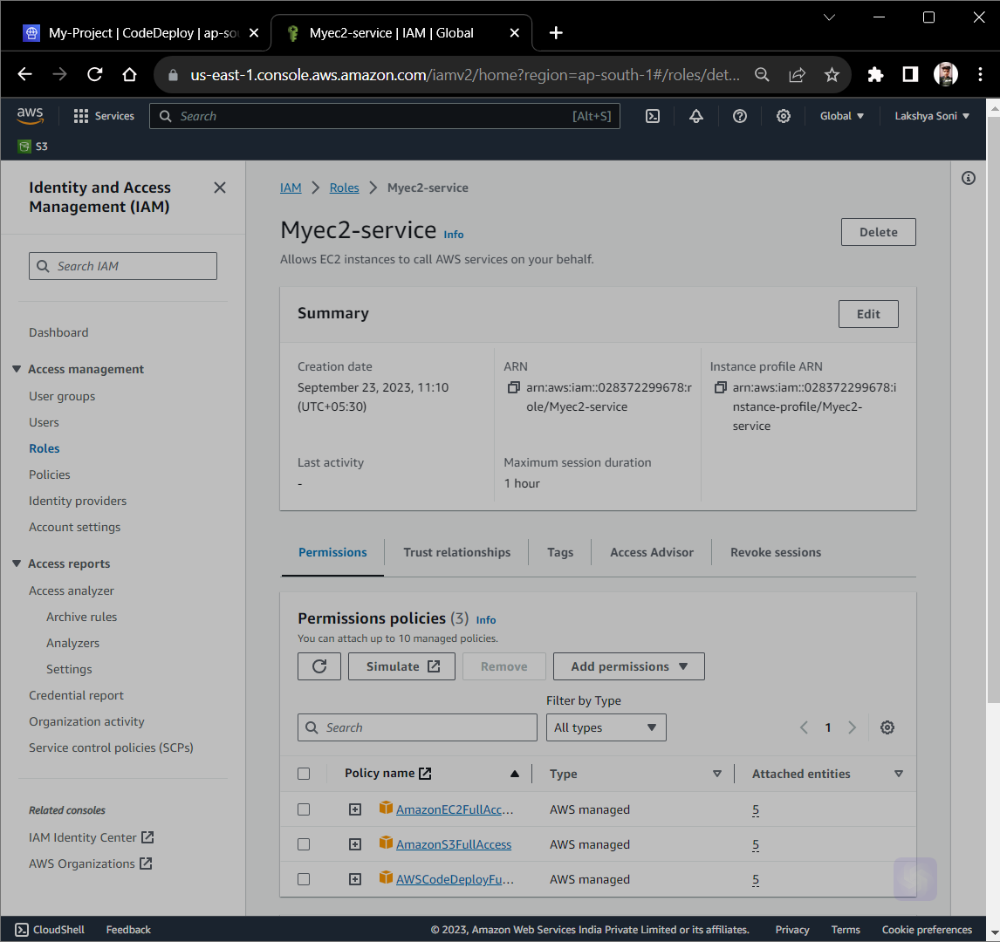 My-Project | CodeDeploy | ap-sou
Myec2-service | IAM | Global
us-east-1.console.aws.amazon.com/iamv2/home?region=ap-south-1#/roles/det...
aws
Services
Search
[Alt+S]
Global
Lakshya Soni
S3
Identity and Access
Management (IAM)
Search IAM
Dashboard
Access management
User groups
Users
Roles
Policies
Identity providers
Account settings
Access reports
Access analyzer
Archive rules
Analyzers
Settings
Credential report
Organization activity
Service control policies (SCPs)
Related consoles
IAM Identity Center
AWS Organizations
IAM > Roles > Myec2-service
Myec2-service Info
Delete
Allows EC2 instances to call AWS services on your behalf.
Summary
Edit
Creation date
September 23, 2023, 11:10
(UTC+05:30)
ARN
arn:aws:iam::028372299678:r
ole/Myec2-service
Instance profile ARN
arn:aws:iam::028372299678:i
nstance-profile/Myec2-
service
Last activity
-
Maximum session duration
1 hour
Permissions
Trust relationships
Tags
Access Advisor
Revoke sessions
Permissions policies (3) Info
You can attach up to 10 managed policies.
Simulate
Remove
Add permissions
Filter by Type
Search
All types
1
Policy name
Type
Attached entities
AmazonEC2FullAcc... AWS managed 5
AmazonS3FullAccess AWS managed 5
AWSCodeDeployFu... AWS managed 5
CloudShell
Feedback
© 2023, Amazon Web Services India Private Limited or its affiliates.
Privacy
Terms
Cookie preferences